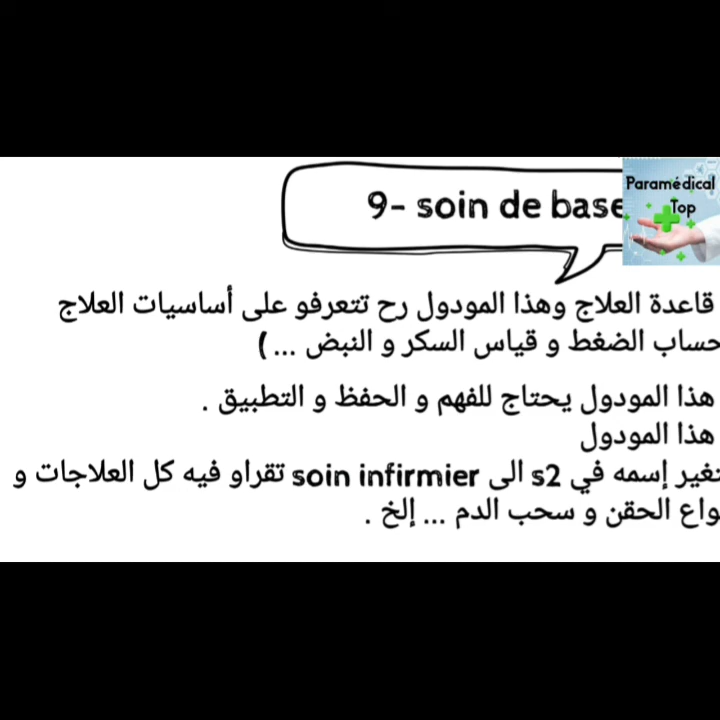 9- soin de base
Paramédical
Top
قاعدة العلاج وهذا المودول رح تتعرفو على أساسيات العلاج
حساب الضغط و قياس السكر و النبض ... )
هذا المودول يحتاج للفهم و الحفظ و التطبيق .
هذا المودول
إسمه في s2 الى soin infirmier تقراو فيه كل العلاجات و
الحقن و سحب الدم ... إلخ .